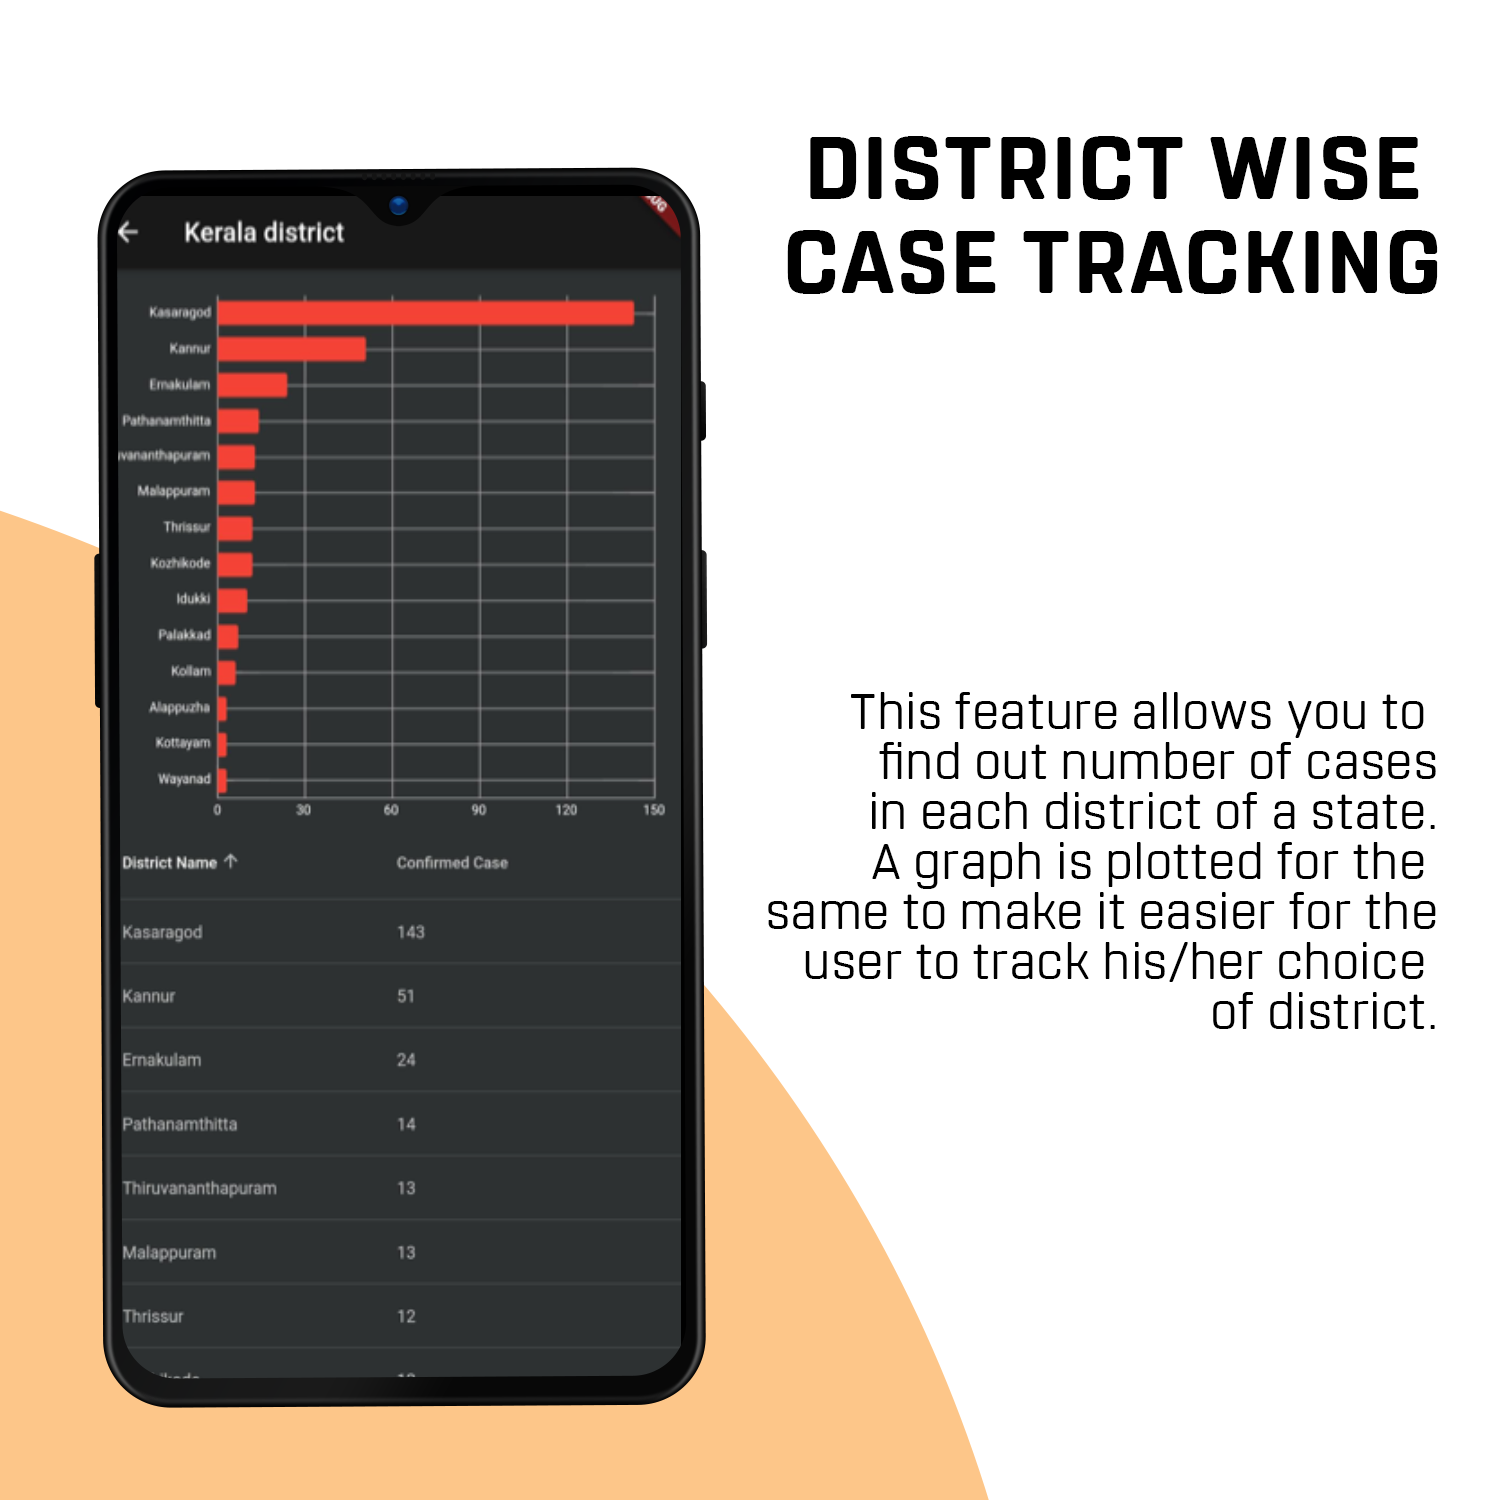 DISTRICT WISE
CASE TRACKING
Kerala district
Kasaragod
Kannur
Ernakulam
Pathanamthitta
vananthapuram
Malappuram
Thrissur
Kozhikode
Idukki
Palakkad
Kollam
Alappuzha
Kottayam
Wayanad
0 30 60 90 120 150
District Name ↑ Confirmed Case
Kasaragod 143
Kannur 51
Ernakulam 24
Pathanamthitta 14
Thiruvananthapuram 13
Malappuram 13
Thrissur 12
This feature allows you to
find out number of cases
in each district of a state.
A graph is plotted for the
same to make it easier for the
user to track his/her choice
of district.